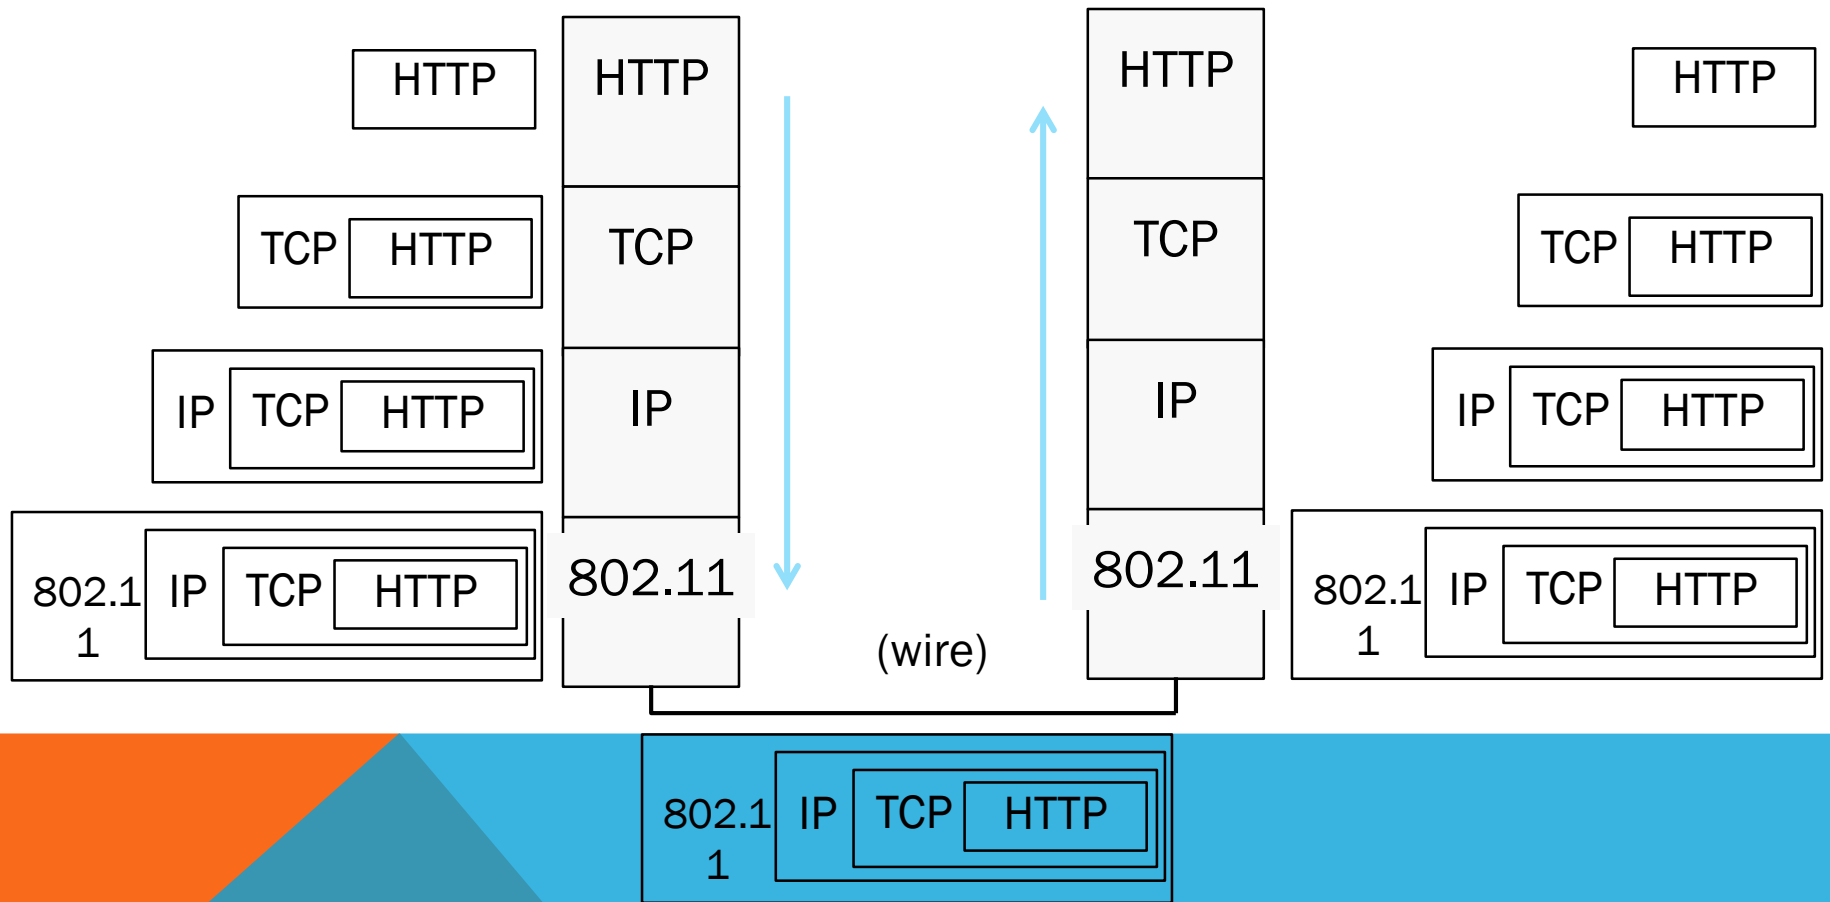 HTTP HTTP HTTP HTTP
TCP HTTP TCP TCP TCP HTTP
IP TCP HTTP IP IP IP TCP HTTP
802.1
1 IP TCP HTTP 802.11 802.11 802.1
1 IP TCP HTTP
(wire)
802.1
1 IP TCP HTTP